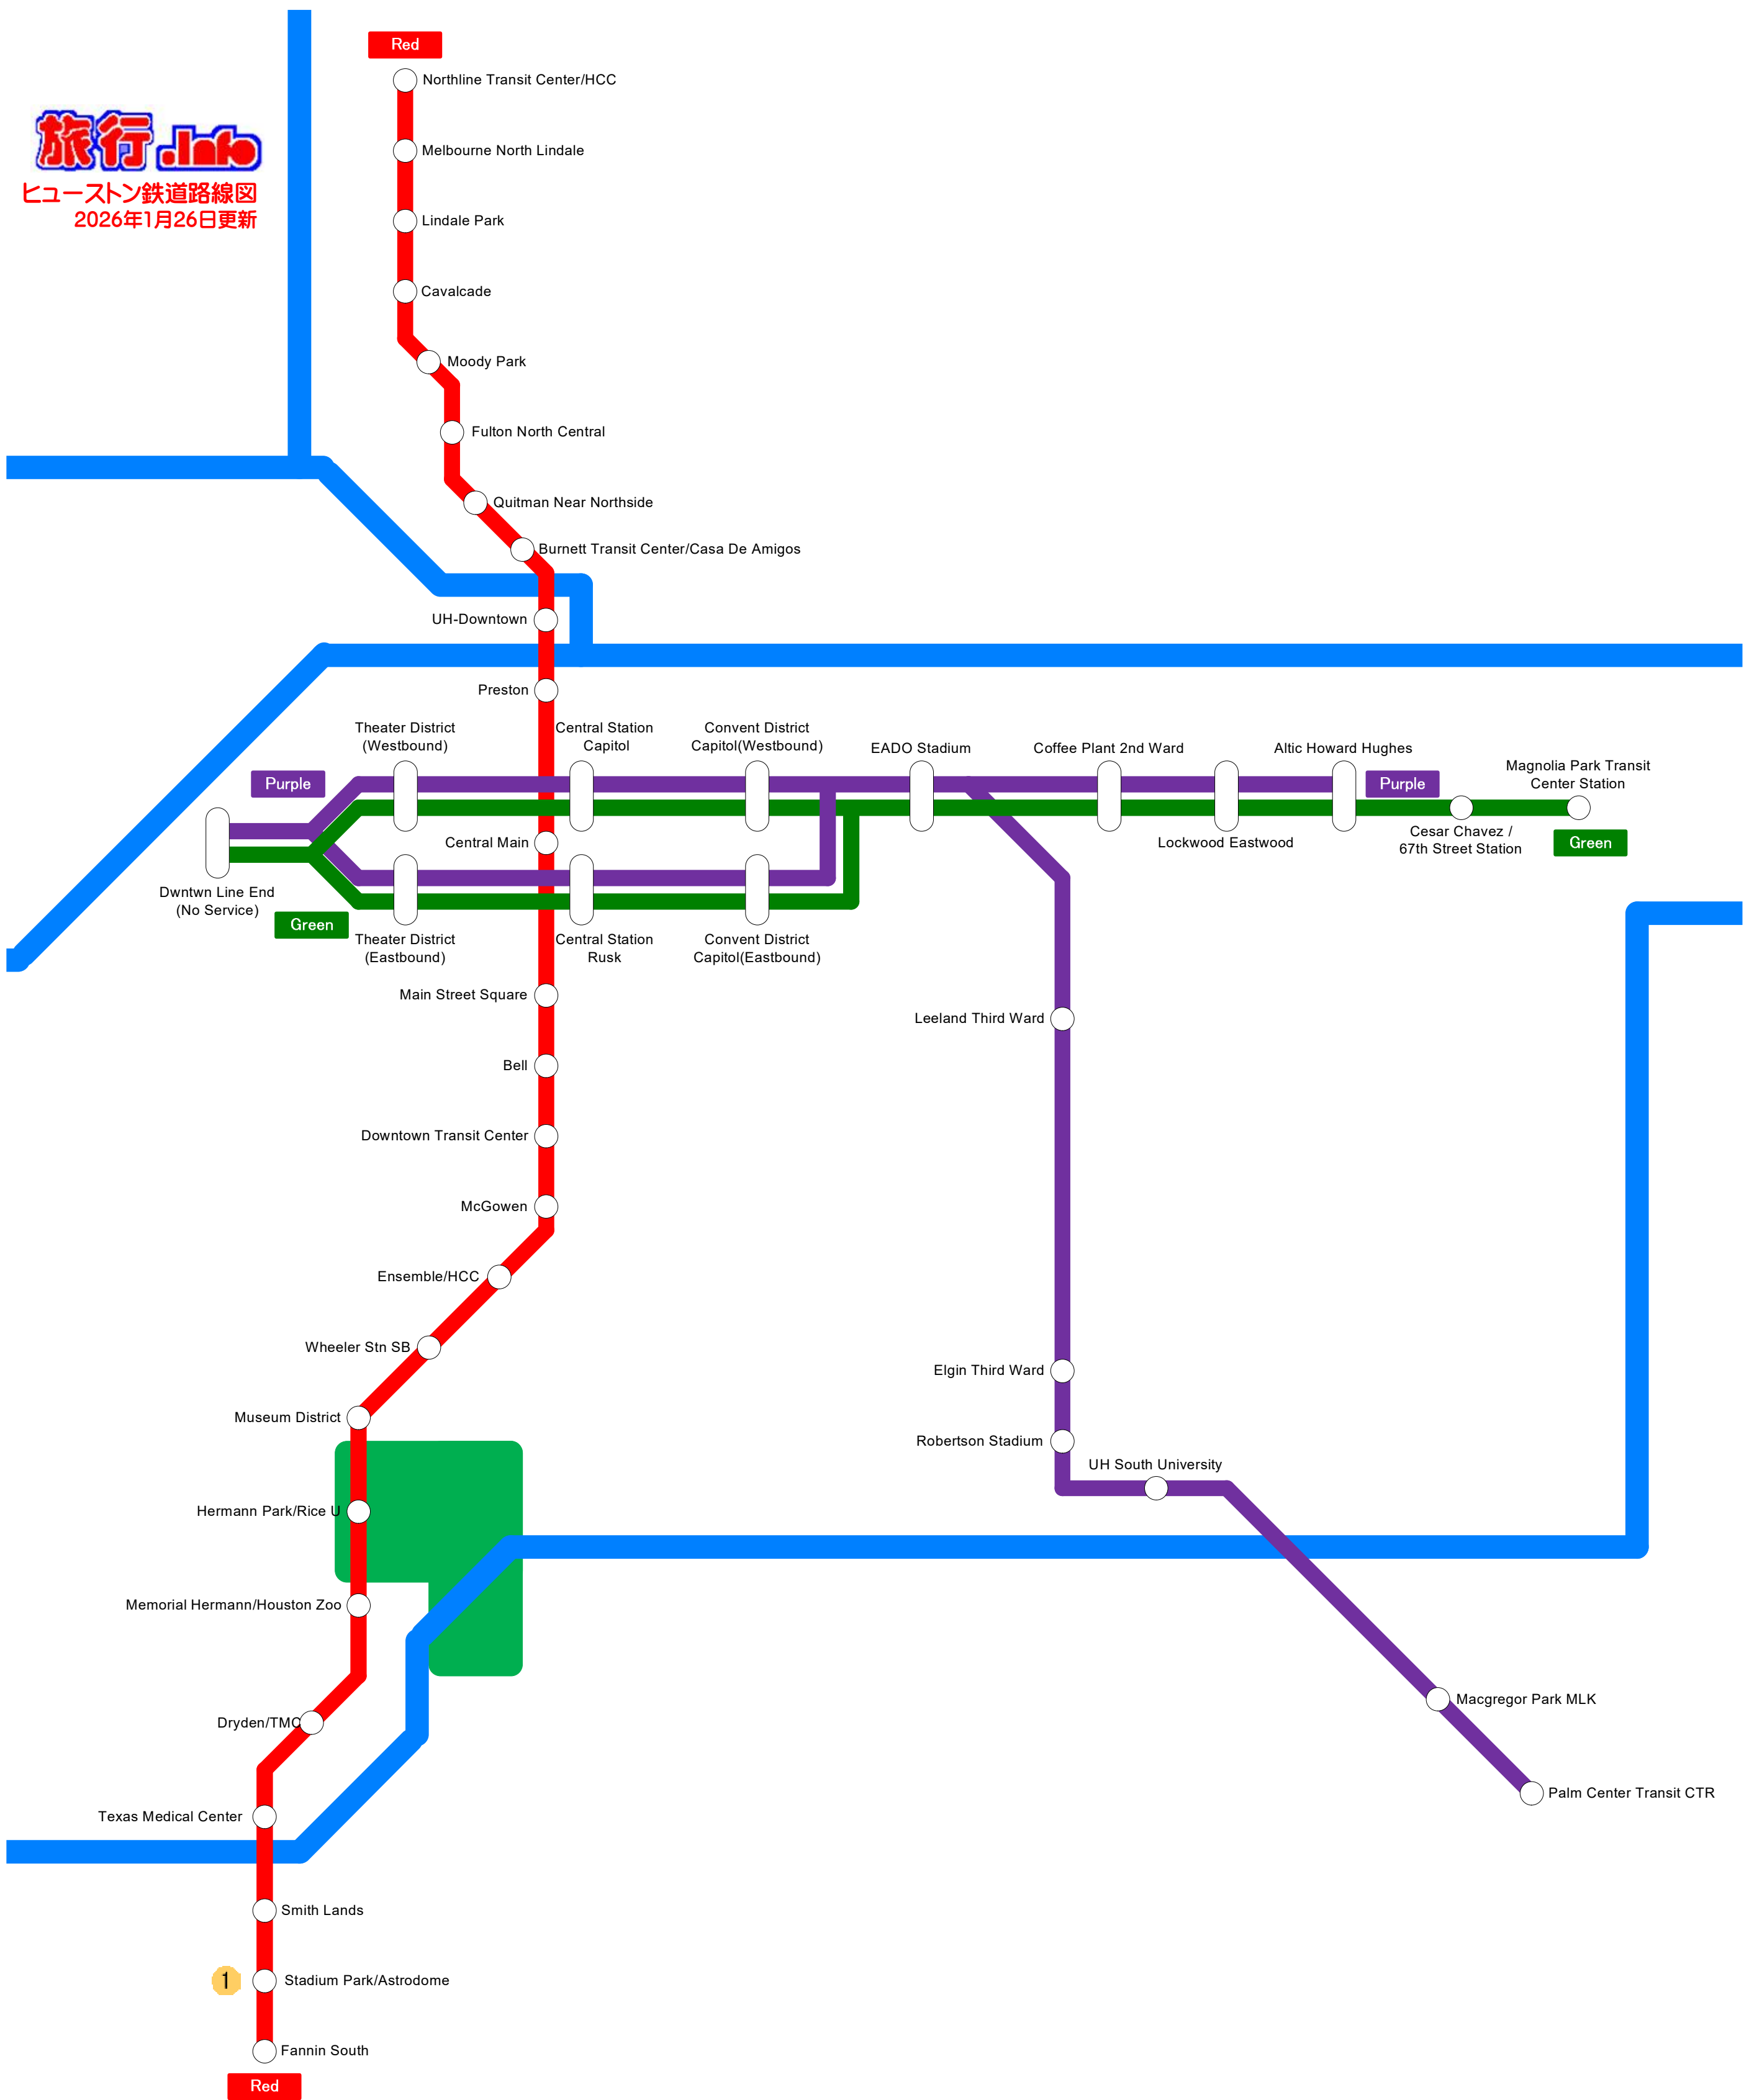 Red
Northline Transit Center/HCC
旅行.Info
Melbourne North Lindale
ヒューストン鉄道路線図
2026年1月26日更新
Lindale Park
Cavalcade
Moody Park
Fulton North Central
Quitman Near Northside
Burnett Transit Center/Casa De Amigos
UH-Downtown
Preston
Theater District
(Westbound)
Central Station
Capitol
Convent District
Capitol(Westbound)
EADO Stadium
Coffee Plant 2nd Ward
Altic Howard Hughes
Magnolia Park Transit
Center Station
Purple
Purple
Central Main
Lockwood Eastwood
Cesar Chavez /
67th Street Station
Green
Dwntwn Line End
(No Service)
Green
Theater District
(Eastbound)
Central Station
Rusk
Convent District
Capitol(Eastbound)
Main Street Square
Leeland Third Ward
Bell
Downtown Transit Center
McGowen
Ensemble/HCC
Wheeler Stn SB
Elgin Third Ward
Museum District
Robertson Stadium
UH South University
Hermann Park/Rice U
Memorial Hermann/Houston Zoo
Macgregor Park MLK
Dryden/TMC
Palm Center Transit CTR
Texas Medical Center
Smith Lands
1
Stadium Park/Astrodome
Fannin South
Red